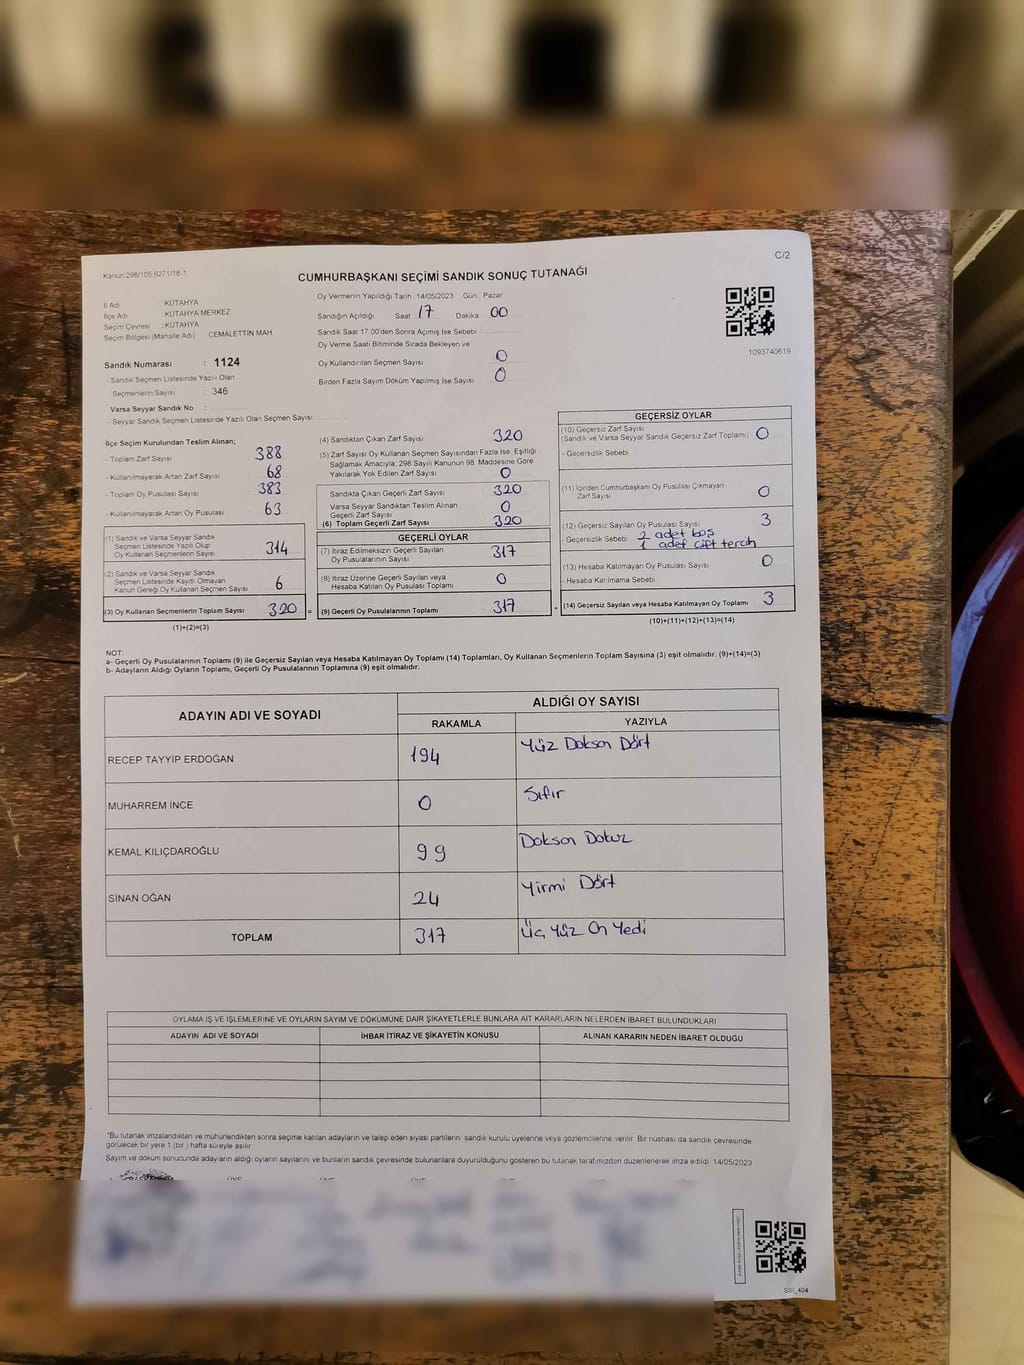 Kanun:298/105,6271/18-1
C/2
CUMHURBAŞKANI SEÇİMİ SANDIK SONUÇ TUTANAĞI
İl Adı : KÜTAHYA
İlçe Adı : KÜTAHYA MERKEZ
Seçim Çevresi : KÜTAHYA
Seçim Bölgesi (Mahalle Adı) CEMALETTİN MAH.
Sandık Numarası : 1124
- Sandık Seçmen Listesinde Yazılı Olan
Seçmenlerin Sayısı : 346
Varsa Seyyar Sandık No :
- Seyyar Sandık Seçmen Listesinde Yazılı Olan Seçmen Sayısı
Oy Vermenin Yapıldığı Tarih : 14/05/2023 Gün : Pazar
Sandığın Açıldığı Saat 17 Dakika 00
Sandık Saat 17.00'den Sonra Açılmış İse Sebebi
Oy Verme Saati Bitiminde Sırada Bekleyen ve
Oy Kullandırılan Seçmen Sayısı 0
Birden Fazla Sayım Döküm Yapılmış İse Sayısı 0
1093740619
İlçe Seçim Kurulundan Teslim Alınan;
- Toplam Zarf Sayısı 388
- Kullanılmayarak Artan Zarf Sayısı 68
- Toplam Oy Pusulası Sayısı 383
- Kullanılmayarak Artan Oy Pusulası 63
(1) Sandık ve Varsa Seyyar Sandık
Seçmen Listesinde Yazılı Olup
Oy Kullanan Seçmenlerin Sayısı 314
(2) Sandık ve Varsa Seyyar Sandık
Seçmen Listesinde Kayıtlı Olmayan
Kanun Gereği Oy Kullanan Seçmen Sayısı 6
(3) Oy Kullanan Seçmenlerin Toplam Sayısı 320 =
(1)+(2)=(3)
(4) Sandıktan Çıkan Zarf Sayısı 320
(5) Zarf Sayısı Oy Kullanan Seçmen Sayısından Fazla İse, Eşitliği
Sağlamak Amacıyla, 298 Sayılı Kanunun 98. Maddesine Göre
Yakılarak Yok Edilen Zarf Sayısı 0
Sandıkta Çıkan Geçerli Zarf Sayısı 320
Varsa Seyyar Sandıktan Teslim Alınan
Geçerli Zarf Sayısı 0
(6) Toplam Geçerli Zarf Sayısı 320
GEÇERLİ OYLAR
(7) İtiraz Edilmeksizin Geçerli Sayılan
Oy Pusulalarının Sayısı 317
(8) İtiraz Üzerine Geçerli Sayılan veya
Hesaba Katılan Oy Pusulası Toplamı 0
(9) Geçerli Oy Pusulalarının Toplamı 317 +
GEÇERSİZ OYLAR
(10) Geçersiz Zarf Sayısı
(Sandık ve Varsa Seyyar Sandık Geçersiz Zarf Toplamı) 0
- Geçersizlik Sebebi
(11) İçinden Cumhurbaşkanı Oy Pusulası Çıkmayan
Zarf Sayısı 0
(12) Geçersiz Sayılan Oy Pusulası Sayısı 3
- Geçersizlik Sebebi 2 adet boş
1 adet çift tercih
(13) Hesaba Katılmayan Oy Pusulası Sayısı 0
- Hesaba Katılmama Sebebi
(14) Geçersiz Sayılan veya Hesaba Katılmayan Oy Toplamı 3
(10)+(11)+(12)+(13)=(14)
NOT:
a- Geçerli Oy Pusulalarının Toplamı (9) ile Geçersiz Sayılan veya Hesaba Katılmayan Oy Toplamı (14) Toplamları, Oy Kullanan Seçmenlerin Toplam Sayısına (3) eşit olmalıdır. (9)+(14)=(3)
b- Adayların Aldığı Oyların Toplamı, Geçerli Oy Pusulalarının Toplamına (9) eşit olmalıdır.
ADAYIN ADI VE SOYADI ALDIĞI OY SAYISI
RAKAMLA YAZIYLA
RECEP TAYYİP ERDOĞAN 194 Yüz Doksan Dört
MUHARREM İNCE 0 Sıfır
KEMAL KILIÇDAROĞLU 99 Doksan Dokuz
SİNAN OĞAN 24 Yirmi Dört
TOPLAM 317 Üç Yüz On Yedi
OYLAMA İŞ VE İŞLEMLERİNE VE OYLARIN SAYIM VE DÖKÜMÜNE DAİR ŞİKAYETLERLE BUNLARA AİT KARARLARIN NELERDEN İBARET BULUNDUKLARI
ADAYIN ADI VE SOYADI İHBAR İTİRAZ VE ŞİKAYETİN KONUSU ALINAN KARARIN NEDEN İBARET OLDUĞU
*Bu tutanak imzalandıktan ve mühürlendikten sonra seçime katılan adayların ve talep eden siyasi partilerin sandık kurulu üyelerine veya gözlemcilerine verilir. Bir nüshası da sandık çevresinde
görülecek bir yere 1 (bir) hafta süreyle asılır.
Sayım ve döküm sonucunda adayların aldığı oyların sayılarını ve bunların sandık çevresinde bulunanlara duyurulduğunu gösteren bu tutanak tarafımızdan düzenlenerek imza edildi. 14/05/2023
SSİ_404